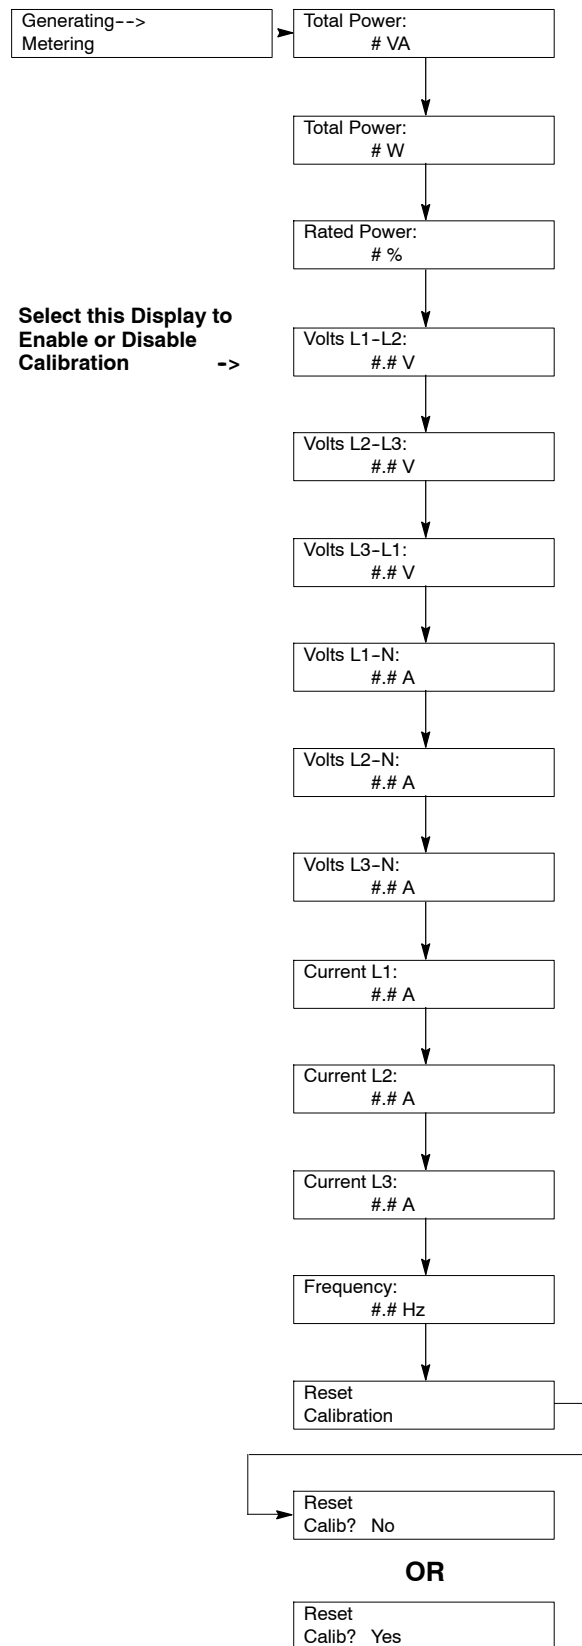 Generating-->
Metering
Total Power:
# VA
Total Power:
# W
Rated Power:
# %
Select this Display to
Enable or Disable
Calibration ->
Volts L1-L2:
#.# V
Volts L2-L3:
#.# V
Volts L3-L1:
#.# V
Volts L1-N:
#.# A
Volts L2-N:
#.# A
Volts L3-N:
#.# A
Current L1:
#.# A
Current L2:
#.# A
Current L3:
#.# A
Frequency:
#.# Hz
Reset
Calibration
Reset
Calib? No
OR
Reset
Calib? Yes